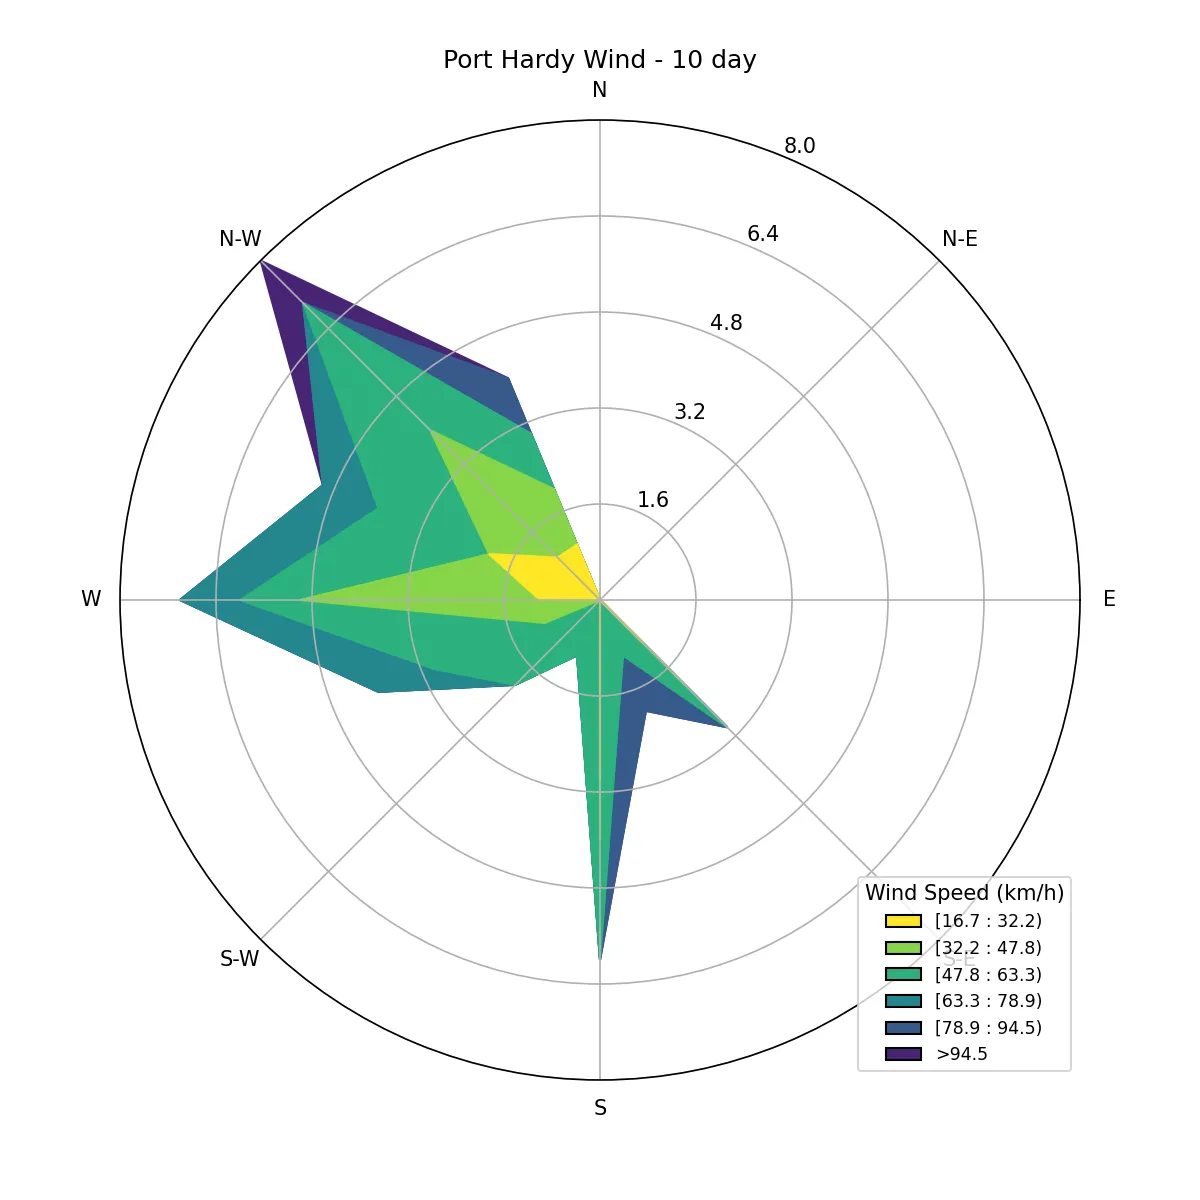 Port Hardy Wind - 10 day
N
8.0
N-W
6.4
N-E
4.8
3.2
1.6
W
E
S-W
S-E
S
Wind Speed (km/h)
[16.7 : 32.2)
[32.2 : 47.8)
[47.8 : 63.3)
[63.3 : 78.9)
[78.9 : 94.5)
>94.5